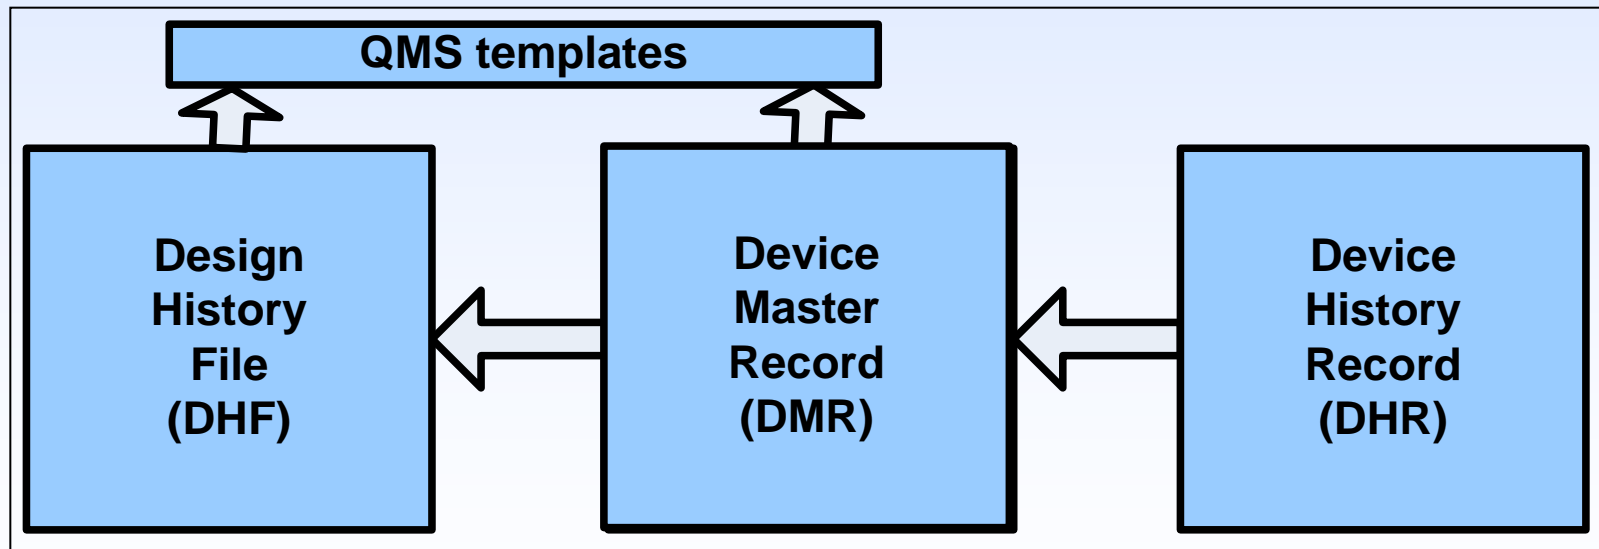 QMS templates
Design
History
File
(DHF)
Device
Master
Record
(DMR)
Device
History
Record
(DHR)